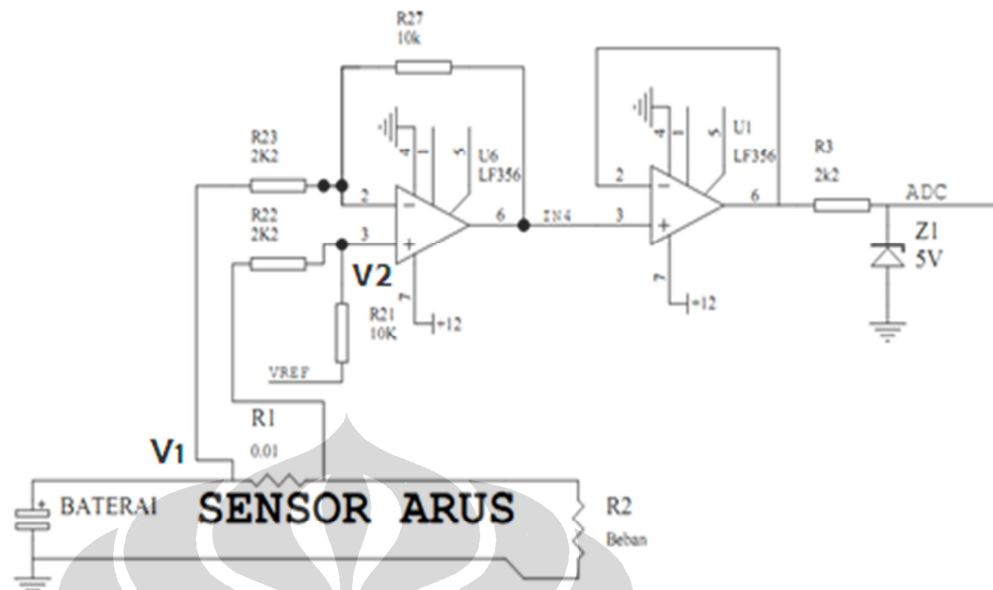 R27
10k
R23
2K2
4
1
5
U6
LF356
2
R22
2K2
6
IN4
3
V2
7
+12
R21
10K
VREF
4
1
5
U1
LF356
2
3
6
7
+12
R3
2k2
ADC
Z1
5V
R1
0.01
V1
BATERAI
SENSOR ARUS
R2
Beban